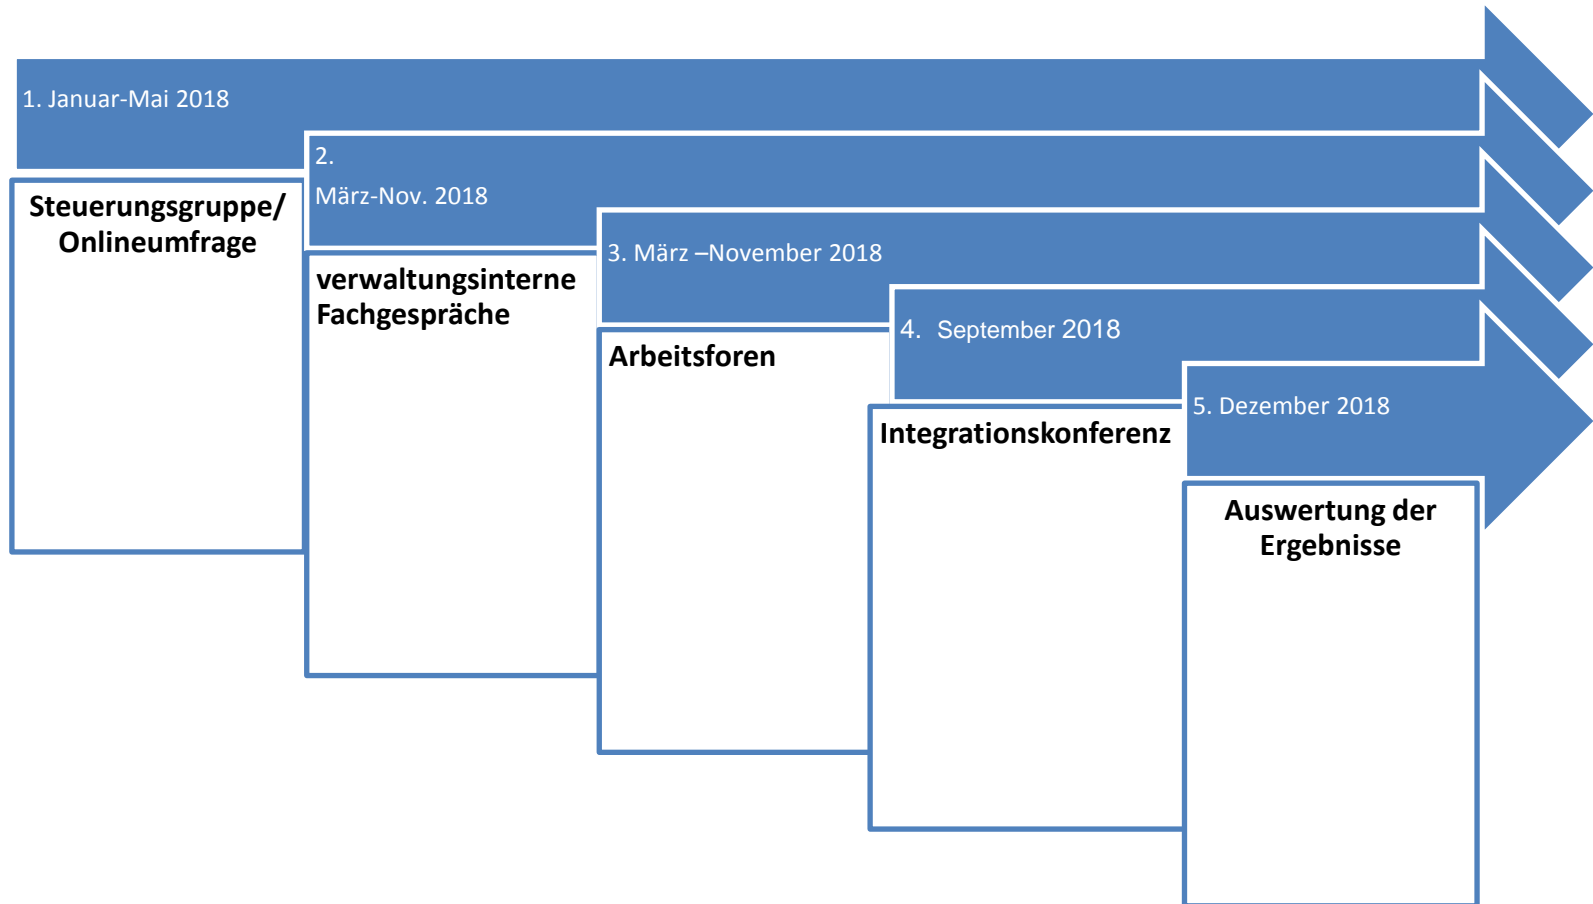 1. Januar-Mai 2018
Steuerungsgruppe/
Onlineumfrage
2.
März-Nov. 2018
verwaltungsinterne
Fachgespräche
3. März –November 2018
Arbeitsforen
4. September 2018
Integrationskonferenz
5. Dezember 2018
Auswertung der
Ergebnisse